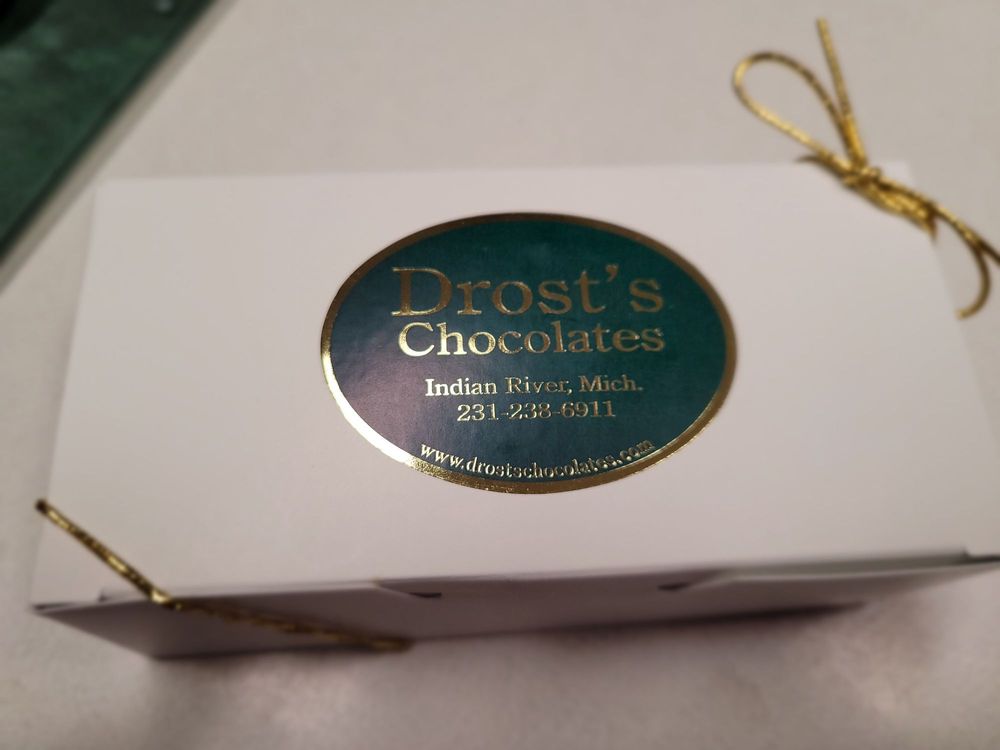 Drost's
Chocolates
Indian River, Mich.
231-238-6911
www.drostschocolates.com